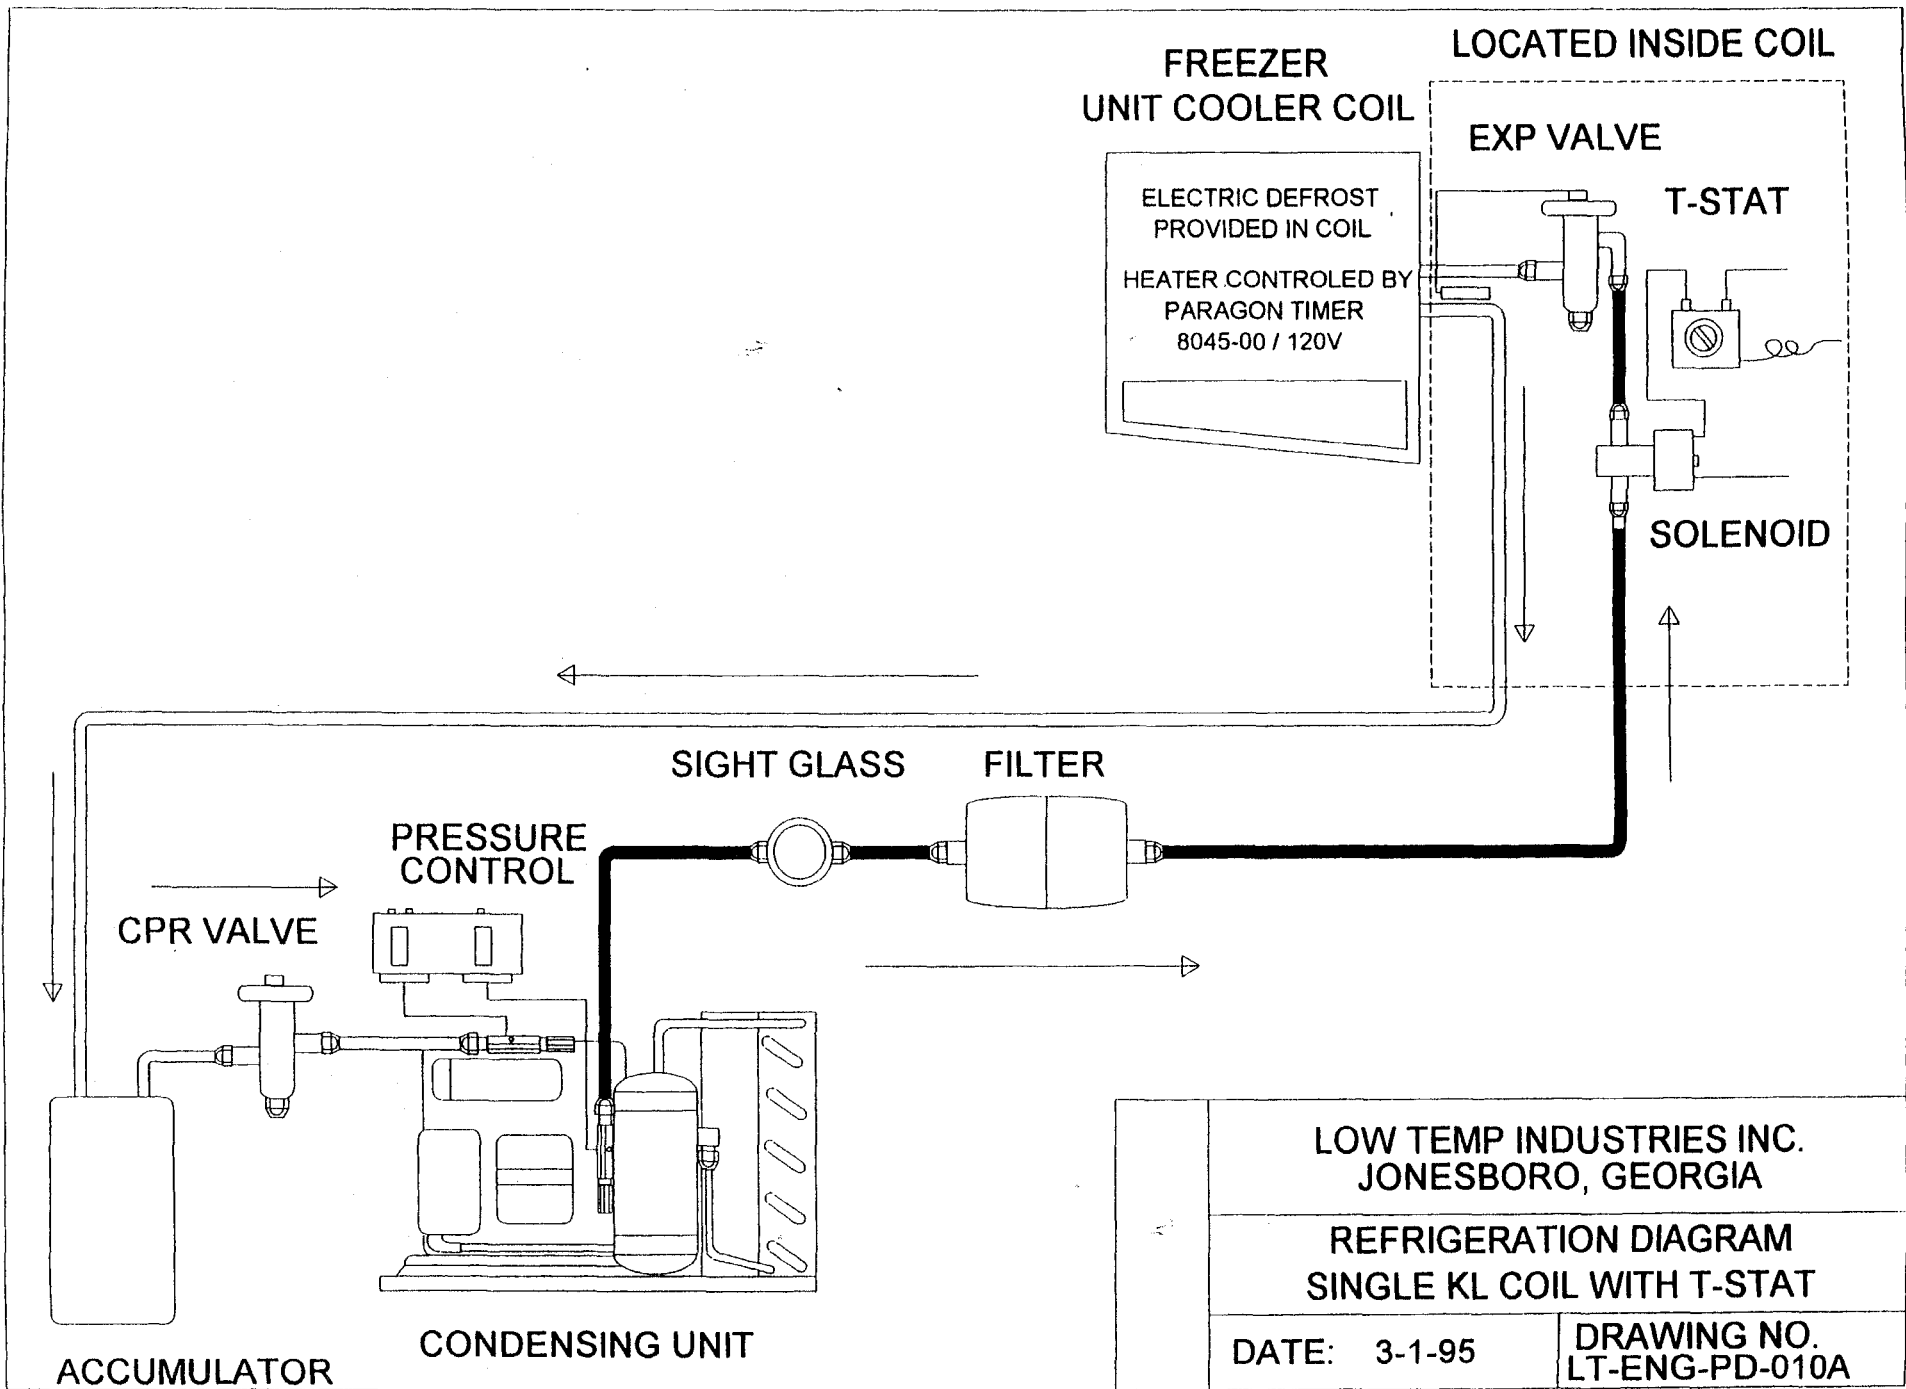 LOCATED INSIDE COIL
FREEZER
UNIT COOLER COIL
EXP VALVE
T-STAT
ELECTRIC DEFROST
PROVIDED IN COIL
HEATER CONTROLED BY
PARAGON TIMER
8045-00 / 120V
SOLENOID
SIGHT GLASS
FILTER
PRESSURE
CONTROL
CPR VALVE
ACCUMULATOR
CONDENSING UNIT
LOW TEMP INDUSTRIES INC.
JONESBORO, GEORGIA
REFRIGERATION DIAGRAM
SINGLE KL COIL WITH T-STAT
DATE: 3-1-95
DRAWING NO.
LT-ENG-PD-010A